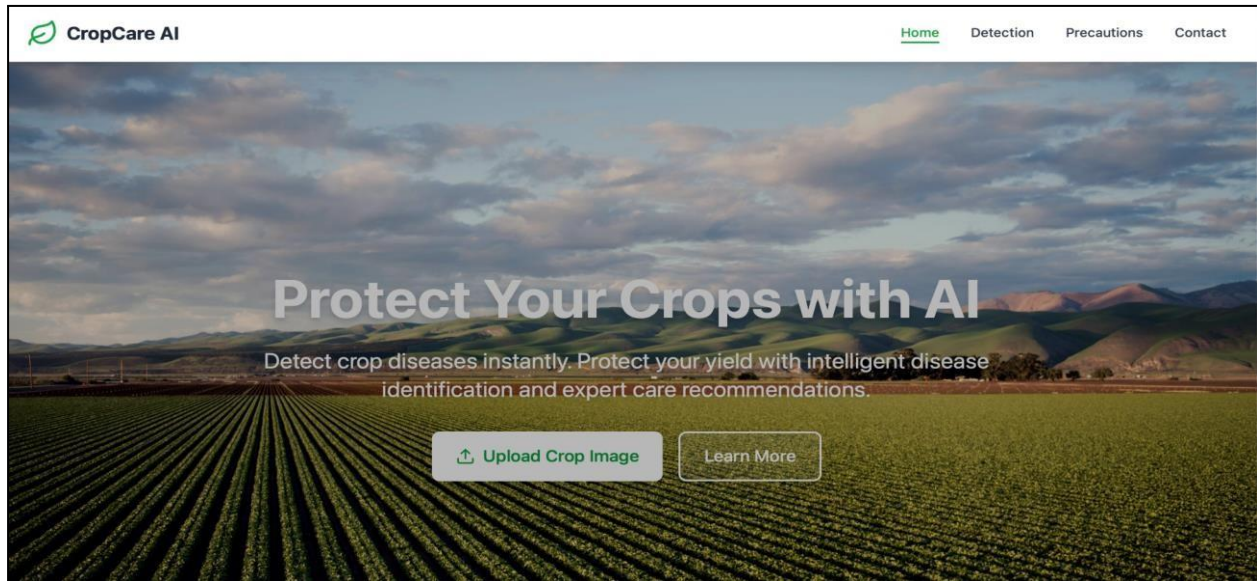 CropCare AI
Home Detection Precautions Contact
Protect Your Crops with AI
Detect crop diseases instantly. Protect your yield with intelligent disease
identification and expert care recommendations.
Upload Crop Image Learn More